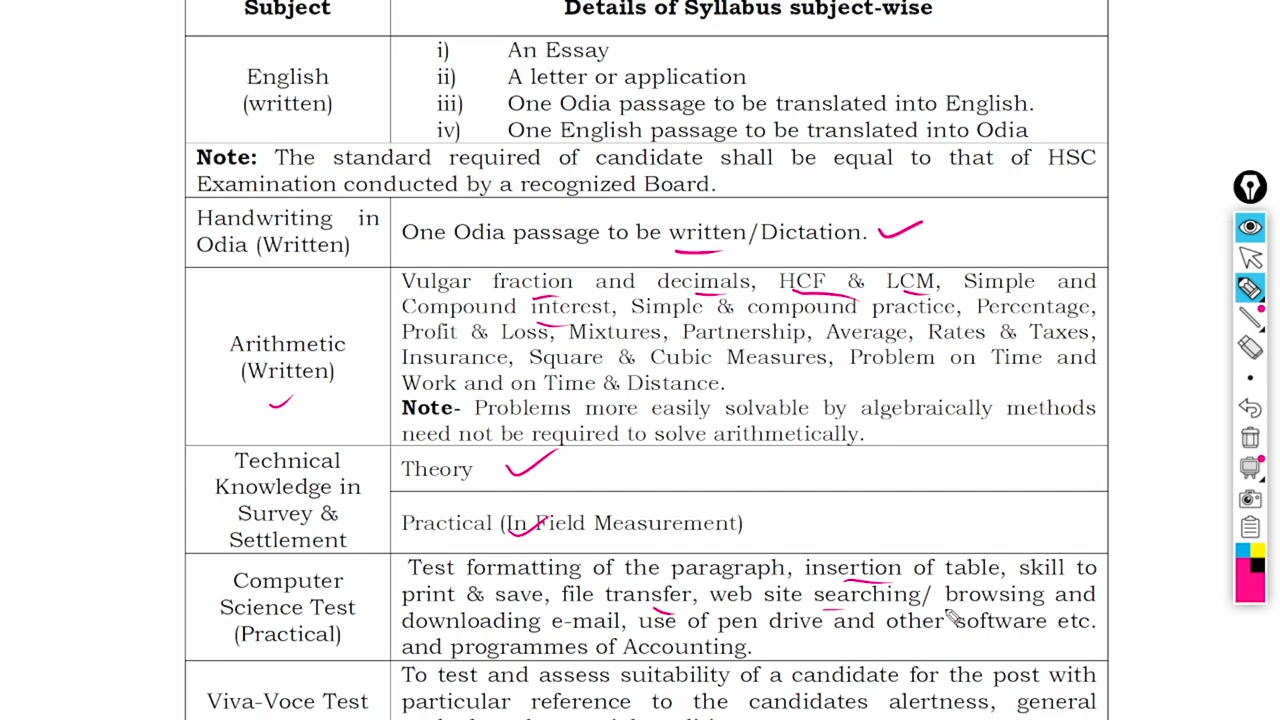 Subject
Details of Syllabus subject-wise
English
(written)
i) An Essay
ii) A letter or application
iii) One Odia passage to be translated into English.
iv) One English passage to be translated into Odia
Note: The standard required of candidate shall be equal to that of HSC
Examination conducted by a recognized Board.
Handwriting in
Odia (Written)
One Odia passage to be written/Dictation.
Arithmetic
(Written)
Vulgar fraction and decimals, HCF & LCM, Simple and
Compound interest, Simple & compound practice, Percentage,
Profit & Loss, Mixtures, Partnership, Average, Rates & Taxes,
Insurance, Square & Cubic Measures, Problem on Time and
Work and on Time & Distance.
Note- Problems more easily solvable by algebraically methods
need not be required to solve arithmetically.
Technical
Knowledge in
Survey &
Settlement
Theory
Practical (In Field Measurement)
Computer
Science Test
(Practical)
Test formatting of the paragraph, insertion of table, skill to
print & save, file transfer, web site searching/ browsing and
downloading e-mail, use of pen drive and other software etc.
and programmes of Accounting.
Viva-Voce Test
To test and assess suitability of a candidate for the post with
particular reference to the candidates alertness, general